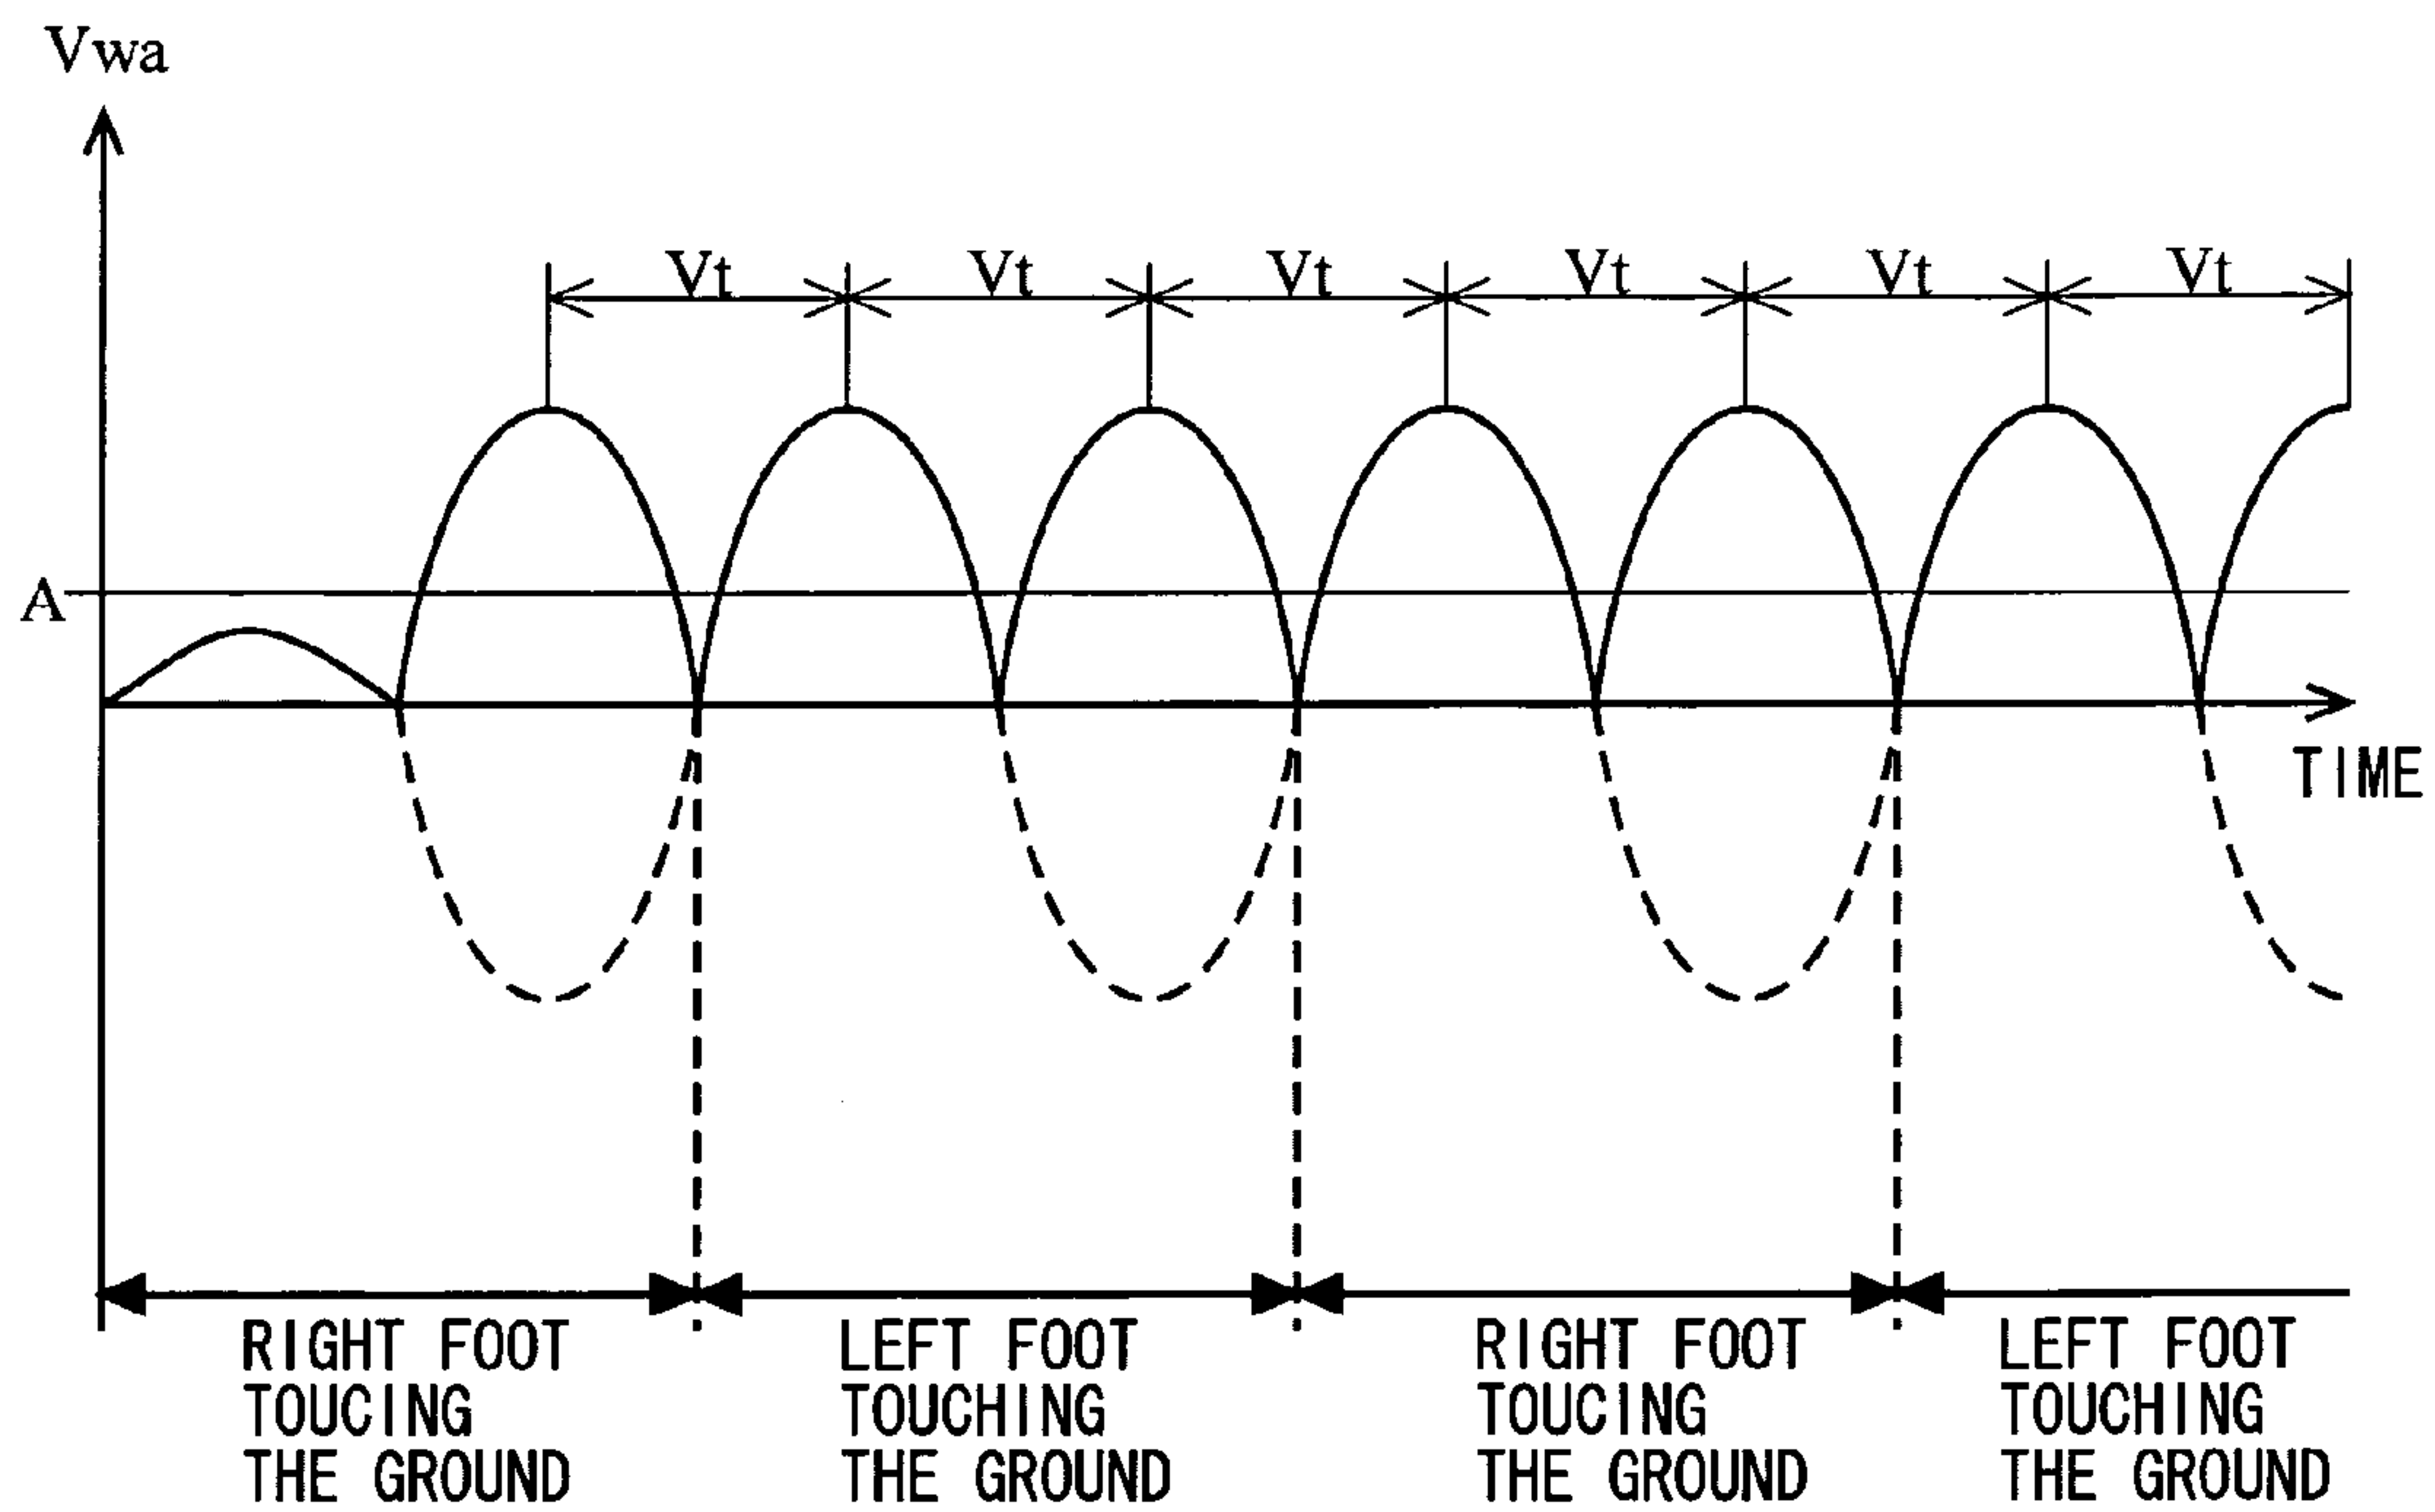 Vwa
Vt Vt Vt Vt Vt Vt
A
TIME
RIGHT FOOT
TOUCING
THE GROUND
LEFT FOOT
TOUCHING
THE GROUND
RIGHT FOOT
TOUCING
THE GROUND
LEFT FOOT
TOUCHING
THE GROUND